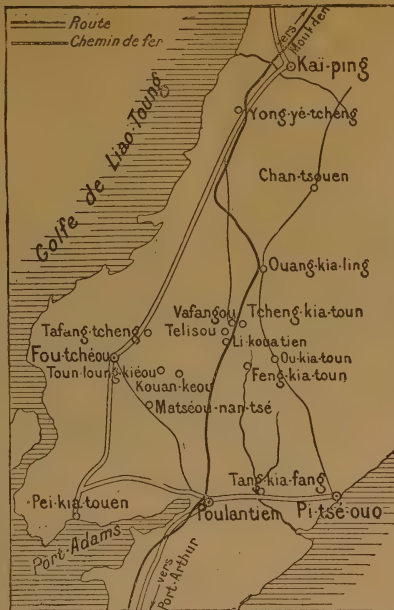 Route
Chemin de fer
vers
Moukden
Kaï-ping
Yong-yé-tcheng
Golfe de Liao-Toung
Chan-tsouen
Ouang-kia-ling
Vafangou
Tcheng-kia-toun
Tafang-tcheng
Telisou
Li-kouatien
Fou-tchéou
Ou-kia-toun
Toun-loun-kiéou
Feng-kia-toun
Kouan-keou
Matséou-nan-tsé
Tang-kia-fang
Pei-kia-touen
Poulantien
Pi-tsé-ouo
Port-Adams
vers
Port-Arthur